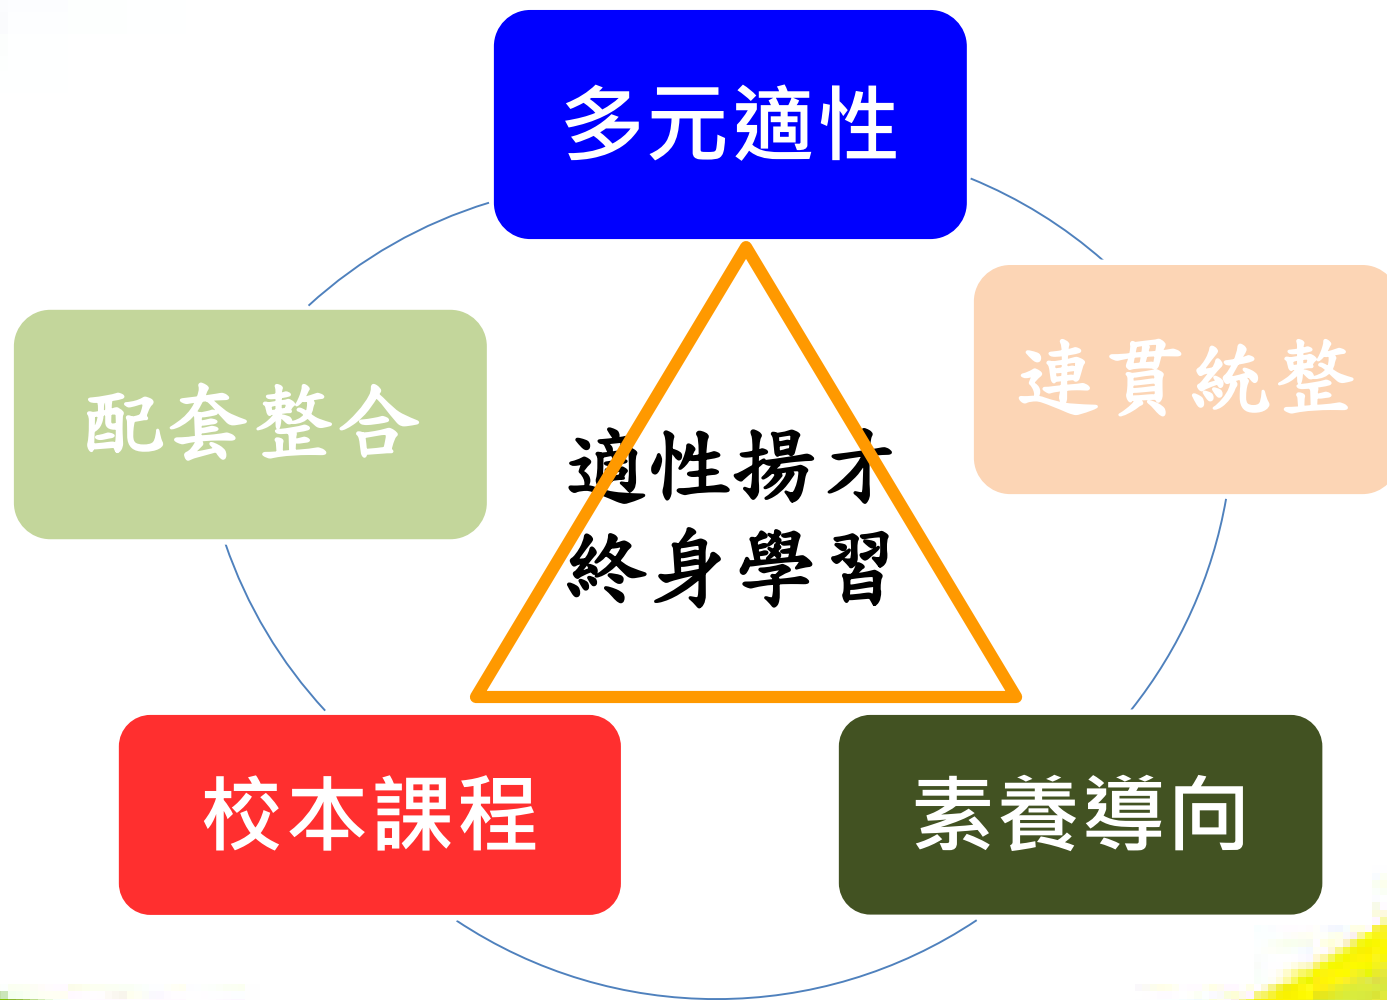 多元適性
連貫統整
配套整合
適性揚才
終身學習
校本課程
素養導向